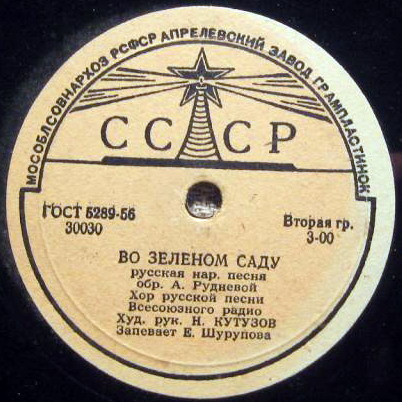 МОСОБЛСОВНАРХОЗ РСФСР АПРЕЛЕВСКИЙ ЗАВОД ГРАМПЛАСТИНОК
СССР
ГОСТ 5289-56
30030
Вторая гр.
3-00
ВО ЗЕЛЕНОМ САДУ
русская нар. песня
обр. А. Рудневой
Хор русской песни
Всесоюзного радио
Худ. рук. Н. КУТУЗОВ
Запевает Е. Шурупова